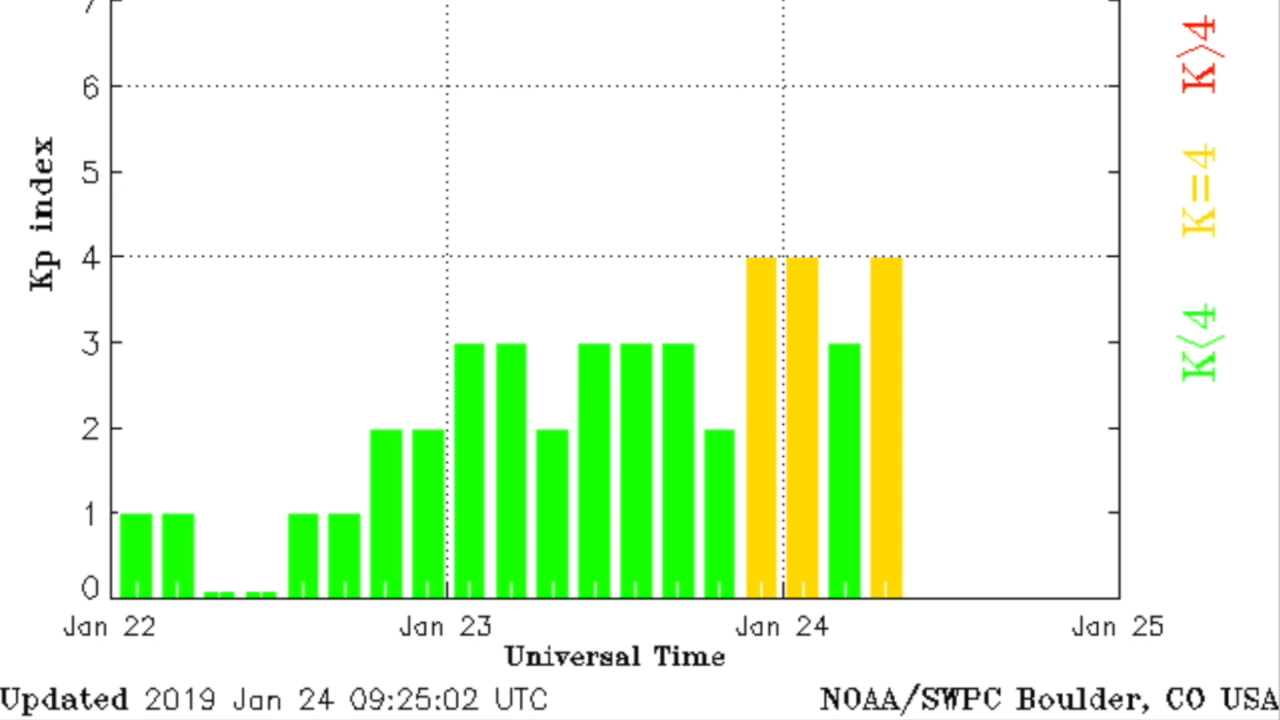 7
6
5
4
3
2
1
0
Kp index
Jan 22 Jan 23 Jan 24 Jan 25
Universal Time
Updated 2019 Jan 24 09:25:02 UTC
NOAA/SWPC Boulder, CO USA
K<4 K=4 K>4